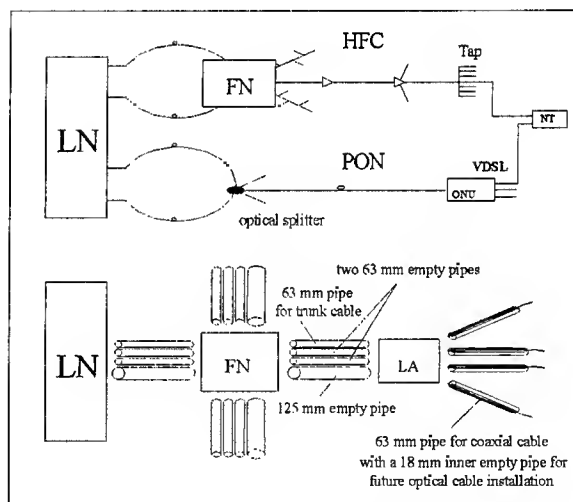 HFC
Tap
FN
LN
NT
PON
VDSL
ONU
optical splitter
two 63 mm empty pipes
63 mm pipe
for trunk cable
LN
FN
LA
125 mm empty pipe
63 mm pipe for coaxial cable
with a 18 mm inner empty pipe for
future optical cable installation